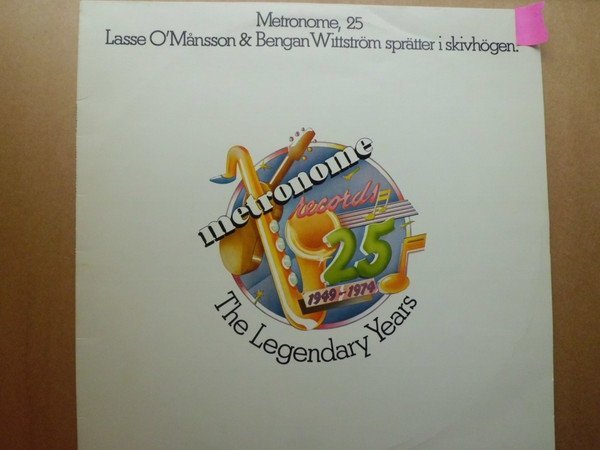 Metronome, 25
Lasse O'Månsson & Bengan Wittström sprätter i skivhögen.
metronome
records
25
1949-1974
The Legendary Years